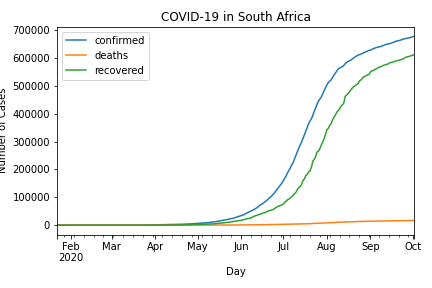 COVID-19 in South Africa
700000
600000
500000
400000
300000
200000
100000
0
Number of Cases
confirmed
deaths
recovered
Feb Mar Apr May Jun Jul Aug Sep Oct
2020
Day